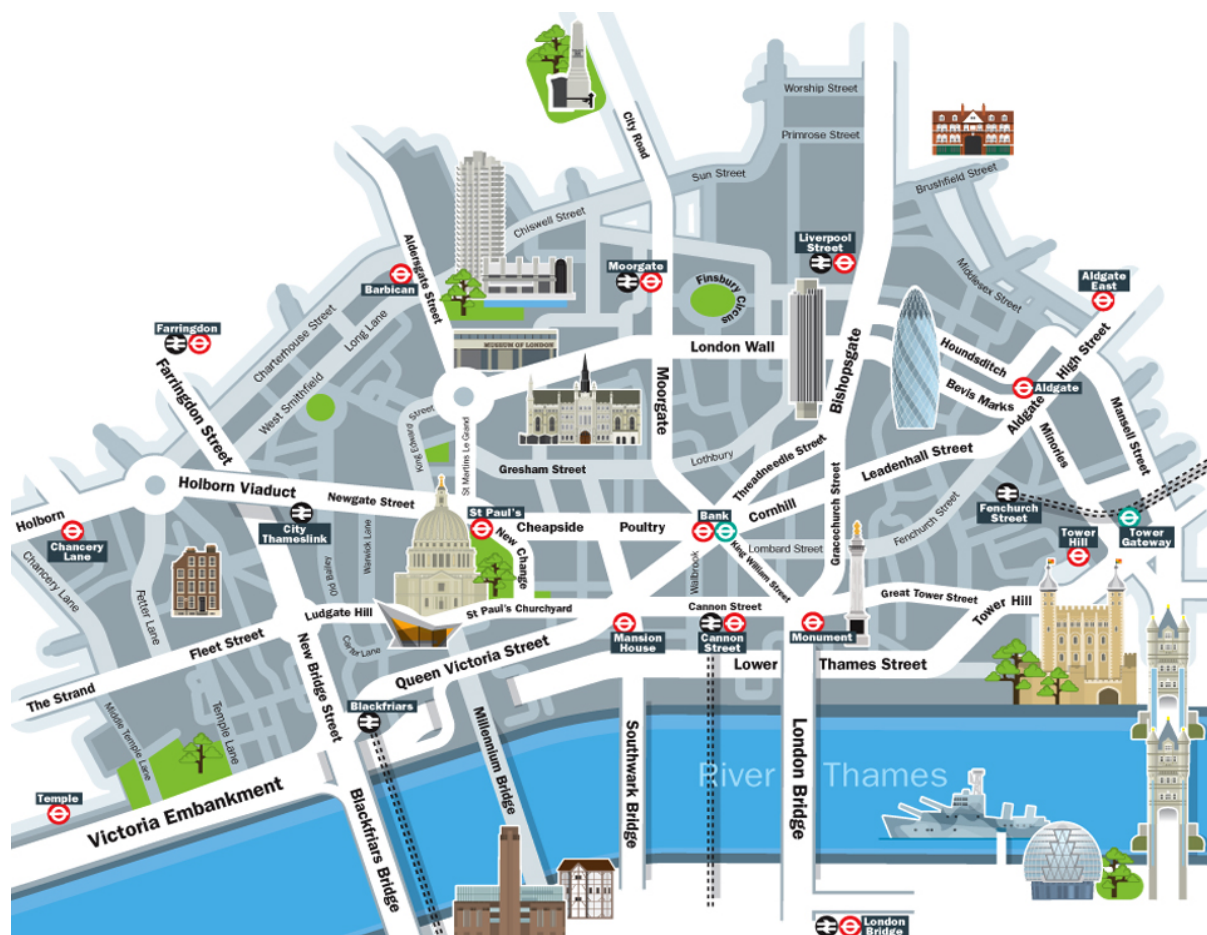 Worship Street
Primrose Street
City Road
Sun Street
Brushfield Street
Chiswell Street
Aldersgate Street
Liverpool
Street
Moorgate
Finsbury
Circus
Middlesex Street
Aldgate
East
Barbican
Farringdon
Charterhouse Street
Long Lane
West Smithfield
Farringdon Street
MUSEUM OF LONDON
London Wall
Moorgate
Bishopsgate
Houndsditch
Bevis Marks
Aldgate High Street
Aldgate
Mansell Street
Minories
King Edward
Street
St Martins Le Grand
Gresham Street
Lothbury
Threadneedle Street
Leadenhall Street
Holborn Viaduct
Newgate Street
Holborn
Chancery
Lane
City
Thameslink
St Paul's
New
Change
Cheapside
Poultry
Bank
Cornhill
Gracechurch Street
Fenchurch Street
Fenchurch
Street
Tower
Hill
Tower
Gateway
Lombard Street
King William Street
Walbrook
Warwick Lane
Old Bailey
Chancery Lane
Fetter Lane
Ludgate Hill
St Paul's Churchyard
Carter Lane
Fleet Street
The Strand
New Bridge Street
Queen Victoria Street
Mansion
House
Cannon Street
Cannon
Street
Monument
Great Tower Street
Tower Hill
Lower
Thames Street
Blackfriars
Middle Temple Lane
Temple Lane
Temple
Victoria Embankment
Blackfriars Bridge
Millennium Bridge
Southwark Bridge
London Bridge
River Thames
London
Bridge